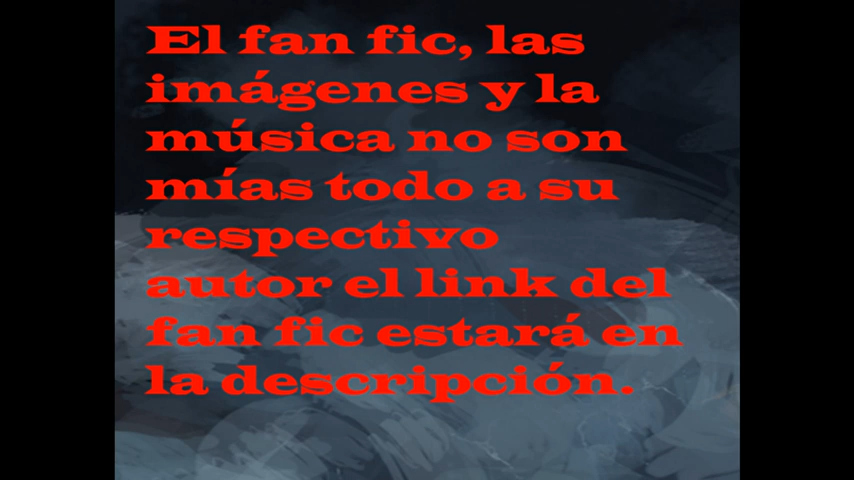 El fan fic, las
imágenes y la
música no son
mías todo a su
respectivo
autor el link del
fan fic estará en
la descripción.